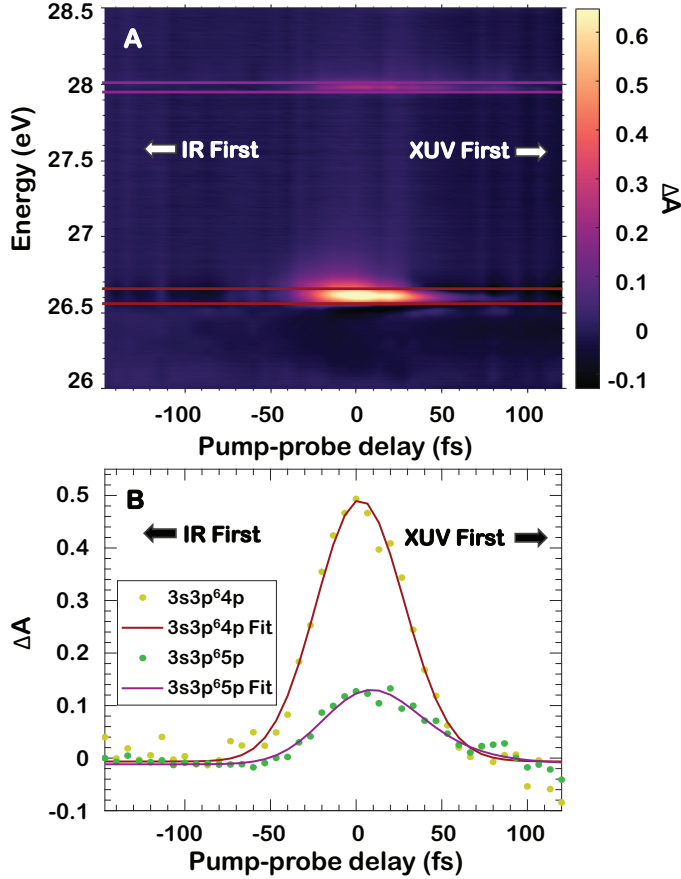 A
IR First
XUV First
Energy (eV)
28.5
28
27.5
27
26.5
26
-100
-50
0
50
100
Pump-probe delay (fs)
0.6
0.5
0.4
0.3
0.2
0.1
0
-0.1
ΔA
B
IR First
XUV First
3s3p⁶4p
3s3p⁶4p Fit
3s3p⁶5p
3s3p⁶5p Fit
ΔA
0.5
0.4
0.3
0.2
0.1
0
-0.1
-100
-50
0
50
100
Pump-probe delay (fs)